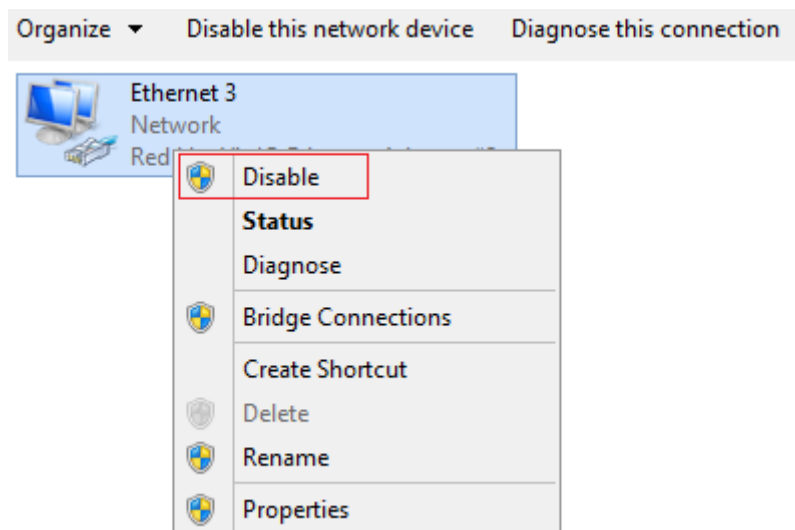 Organize Disable this network device Diagnose this connection
Ethernet 3
Network
Red
Disable
Status
Diagnose
Bridge Connections
Create Shortcut
Delete
Rename
Properties